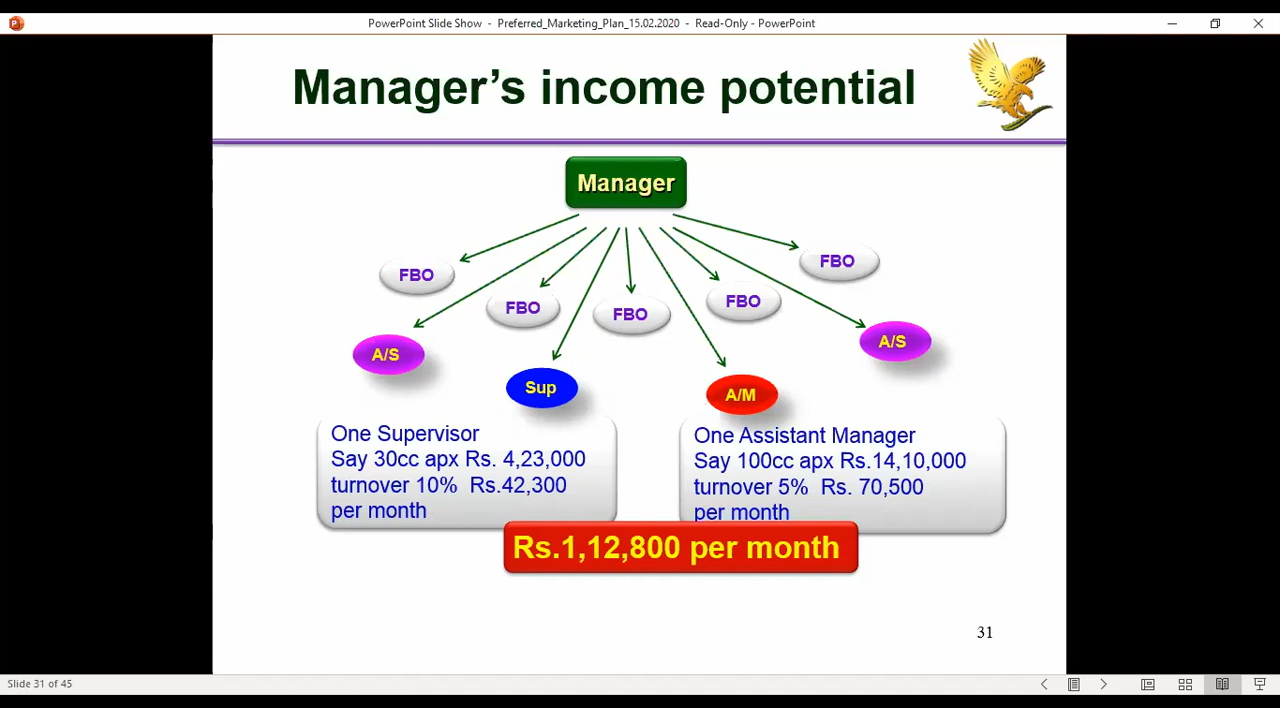 PowerPoint Slide Show - Preferred_Marketing_Plan_15.02.2020 - Read-Only - PowerPoint
Manager's income potential
Manager
FBO
FBO
FBO
FBO
FBO
A/S
Sup
A/M
A/S
One Supervisor
Say 30cc apx Rs. 4,23,000
turnover 10% Rs.42,300
per month
One Assistant Manager
Say 100cc apx Rs.14,10,000
turnover 5% Rs. 70,500
per month
Rs.1,12,800 per month
31
Slide 31 of 45